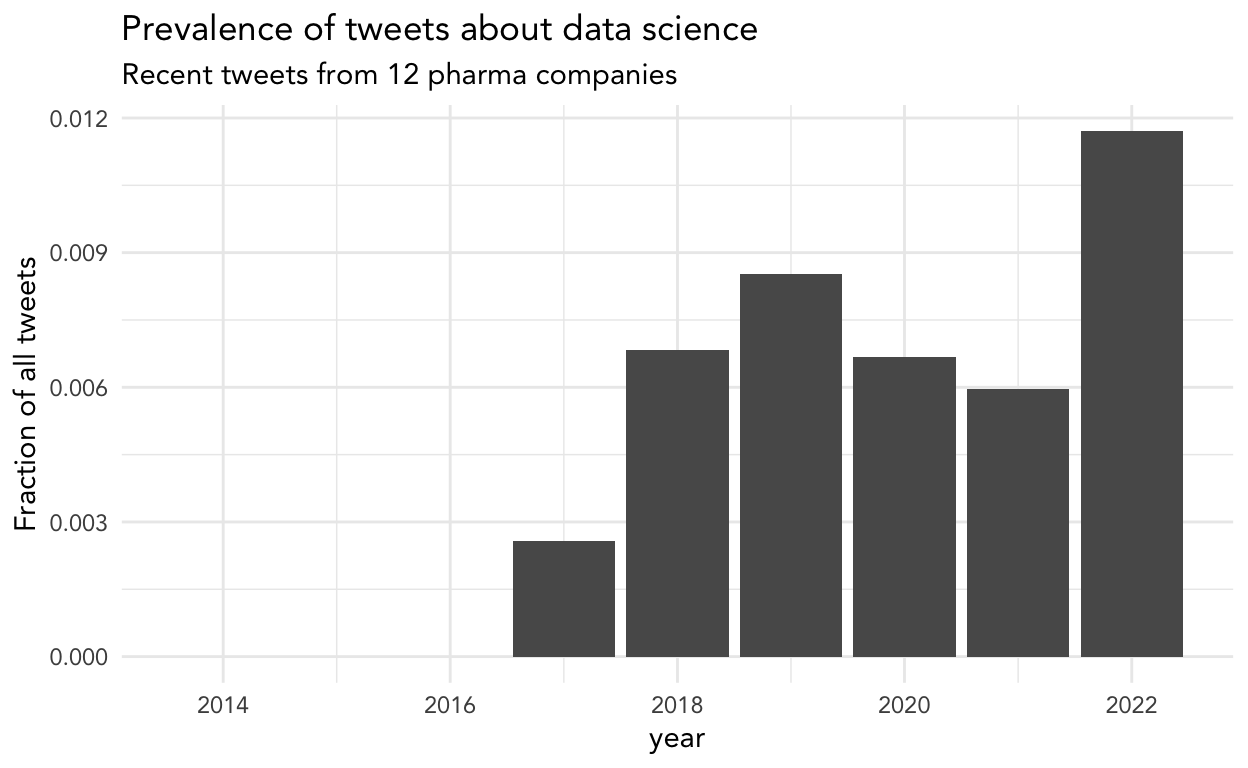 Prevalence of tweets about data science
Recent tweets from 12 pharma companies
0.012
0.009
0.006
0.003
0.000
Fraction of all tweets
2014 2016 2018 2020 2022
year